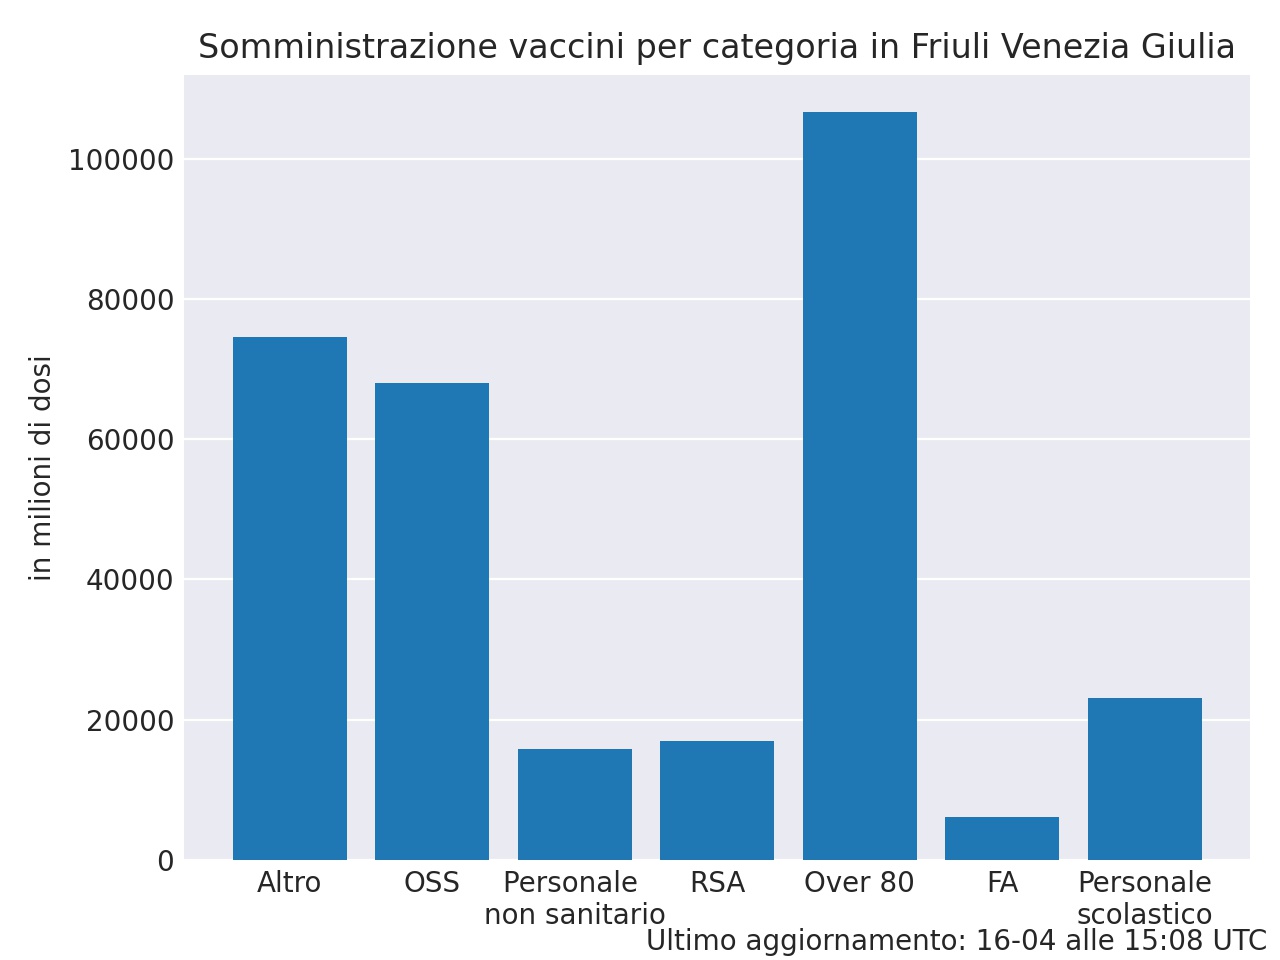 Somministrazione vaccini per categoria in Friuli Venezia Giulia
in milioni di dosi
100000
80000
60000
40000
20000
0
Altro OSS Personale non sanitario RSA Over 80 FA Personale scolastico
Ultimo aggiornamento: 16-04 alle 15:08 UTC